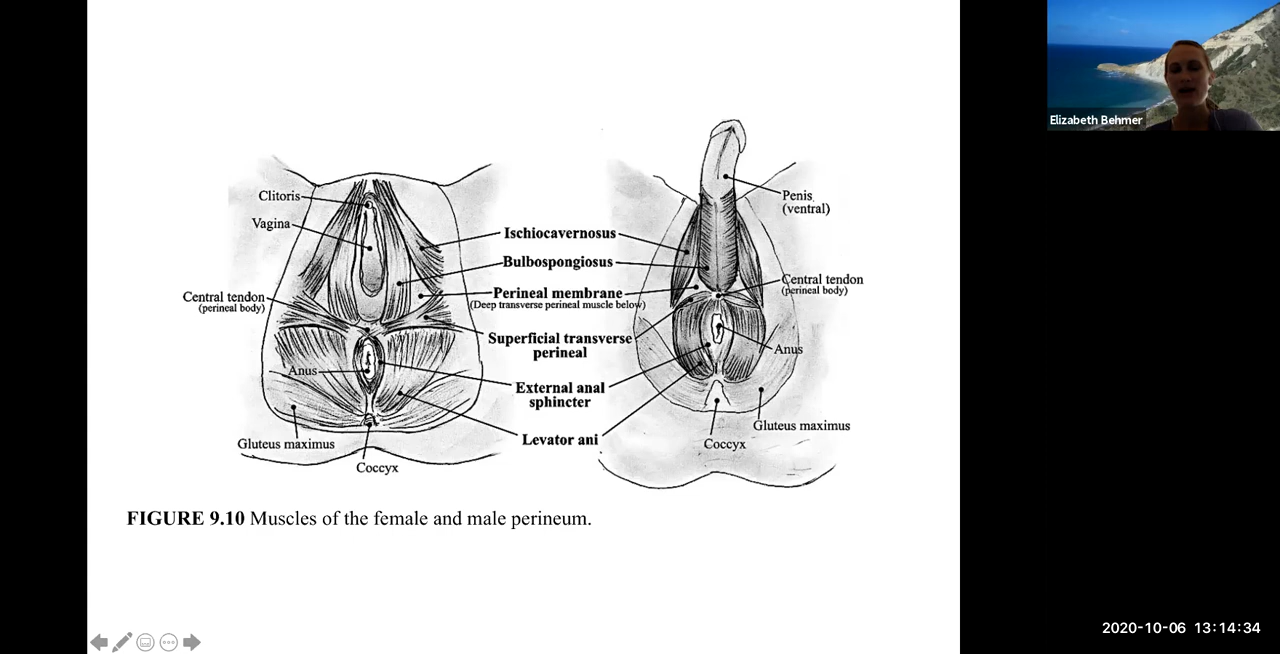 Elizabeth Behmer
Clitoris
Vagina
Central tendon
(perineal body)
Anus
Gluteus maximus
Coccyx
Ischiocavernosus
Bulbospongiosus
Perineal membrane
(Deep transverse perineal muscle below)
Superficial transverse
perineal
External anal
sphincter
Levator ani
Penis
(ventral)
Central tendon
(perineal body)
Anus
Gluteus maximus
Coccyx
FIGURE 9.10 Muscles of the female and male perineum.
2020-10-06 13:14:34